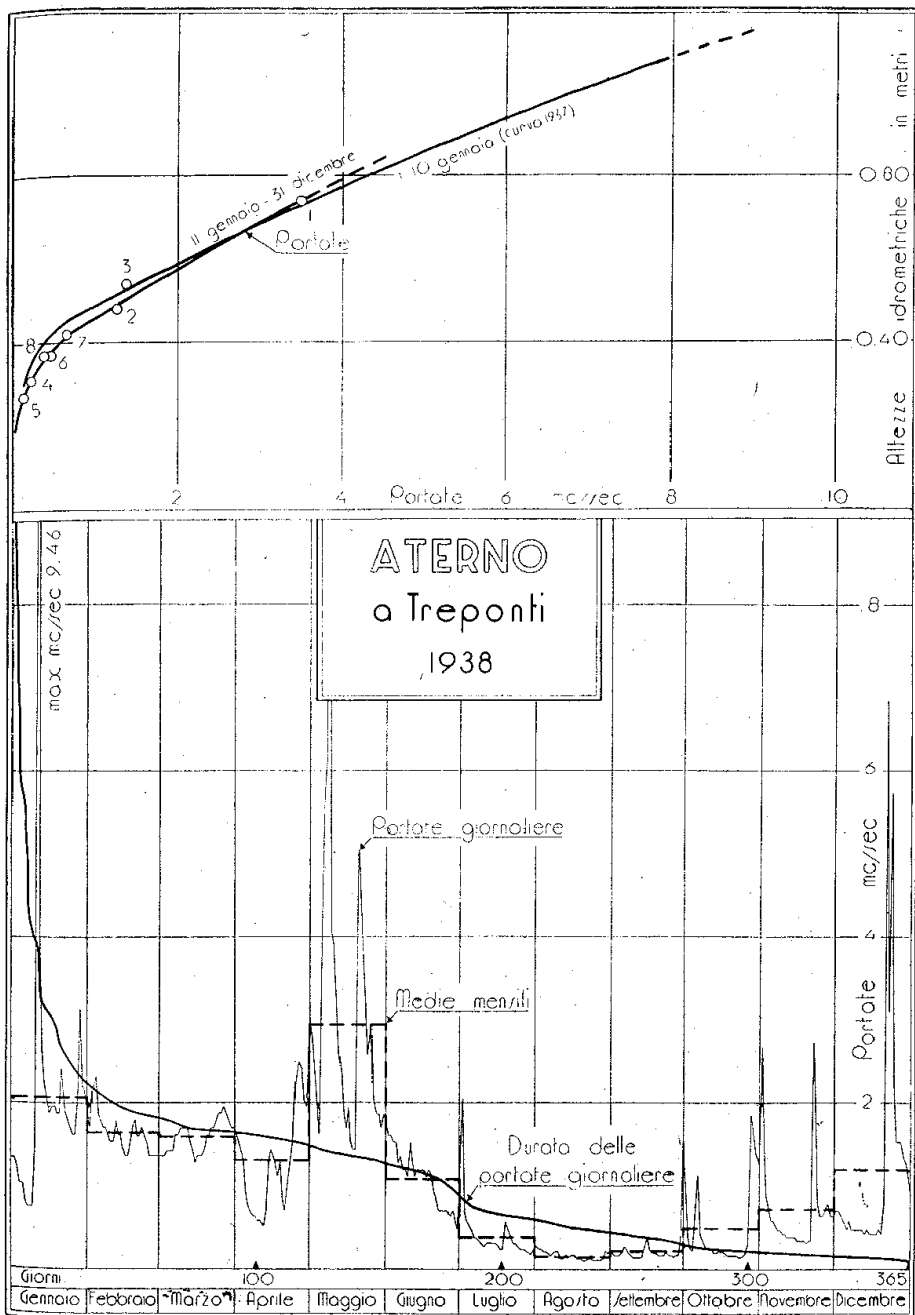 Altezze idrometriche in metri
0.80
0.40
11 gennaio - 31 dicembre
1-10 gennaio (curva 1937)
Portate
1
3
2
8
7
6
4
5
2
4
6
8
10
Portate mc/sec
ATERNO
a Treponti
1938
max mc/sec 9.46
8
6
4
2
Portate mc/sec
Portate giornaliere
Medie mensili
Durata delle
portate giornaliere
Giorni
100
200
300
365
Gennaio Febbraio Marzo Aprile Maggio Giugno Luglio Agosto Settembre Ottobre Novembre Dicembre